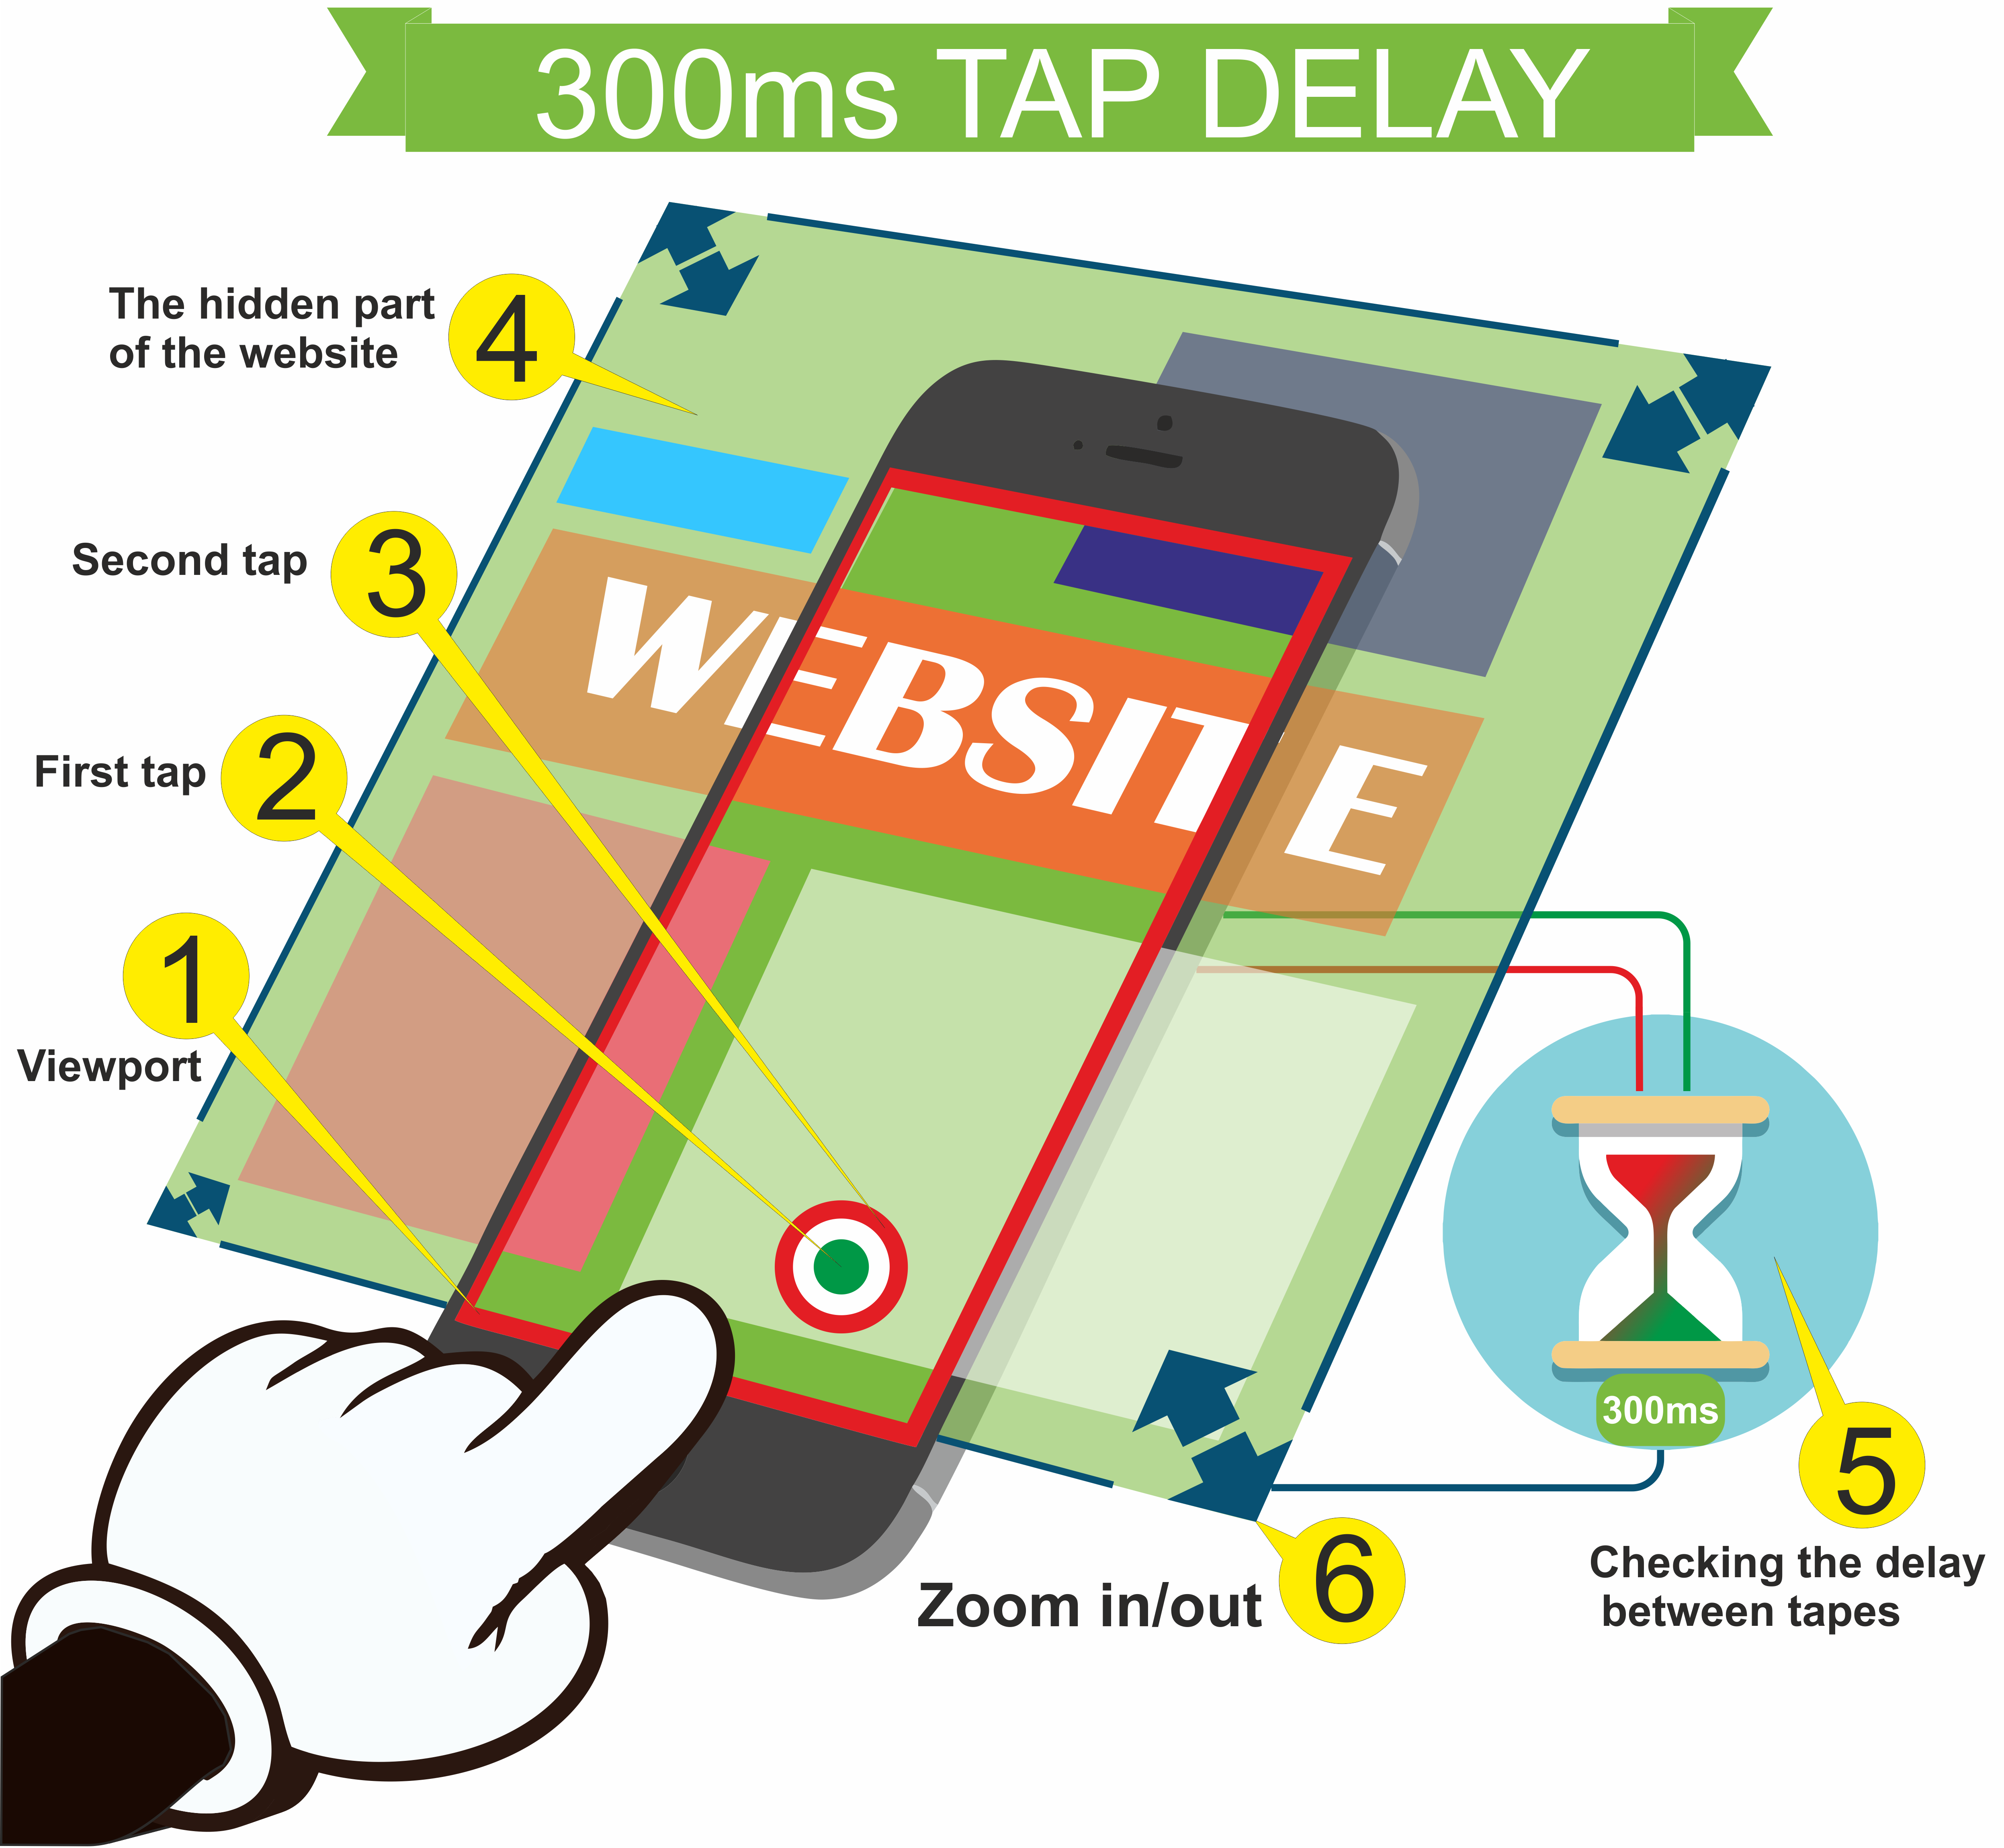 300ms TAP DELAY
The hidden part
of the website
4
Second tap
3
First tap
2
1
Viewport
WEBSITE
300ms
5
Checking the delay
between tapes
Zoom in/out
6